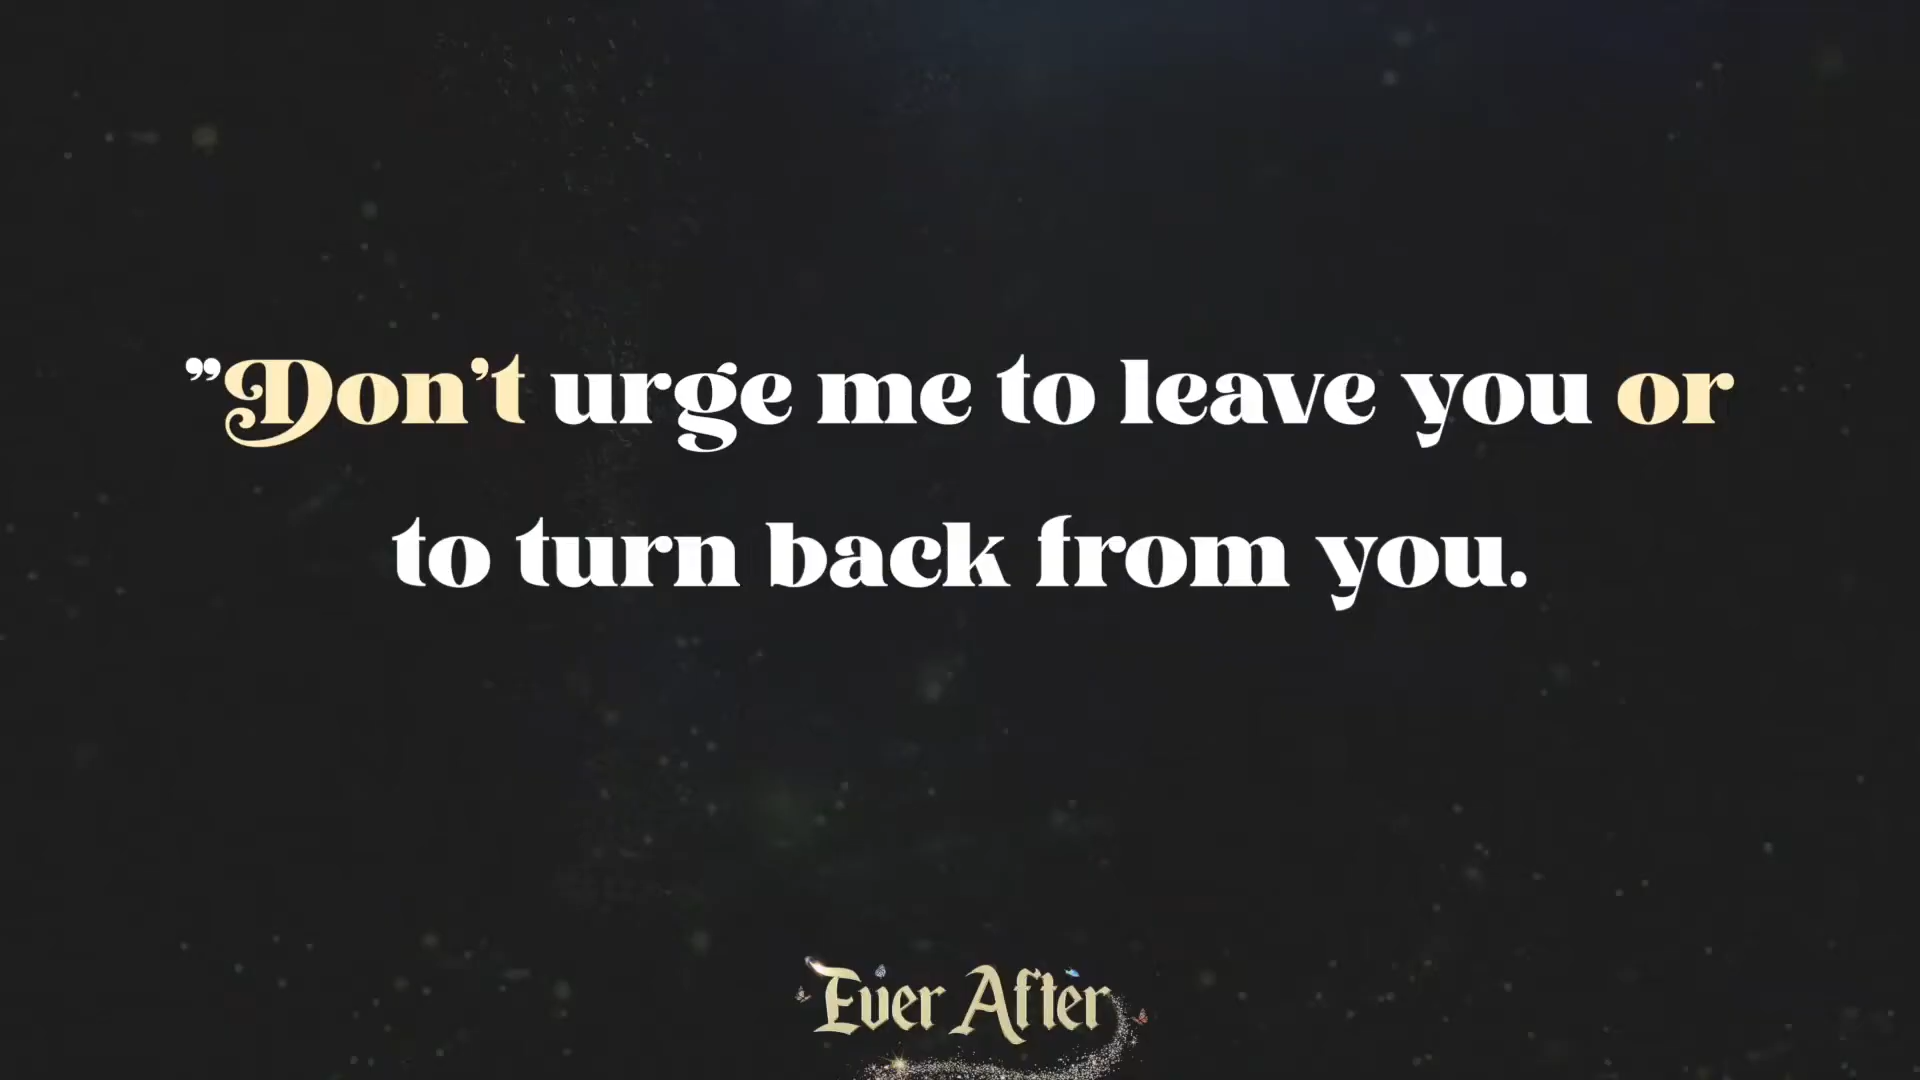 ”Don’t urge me to leave you or
to turn back from you.
Ever After